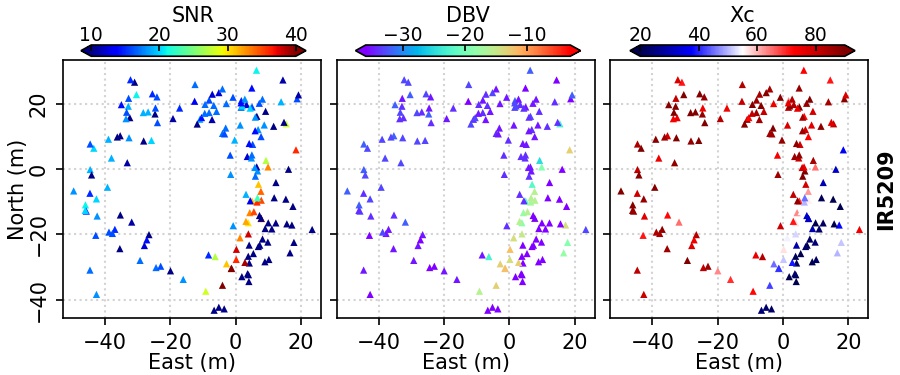 SNR DBV Xc
10 20 30 40 −30 −20 −10 20 40 60 80
20
0
−20
−40
North (m)
−40 −20 0 20 −40 −20 0 20 −40 −20 0 20
East (m) East (m) East (m)
IR5209